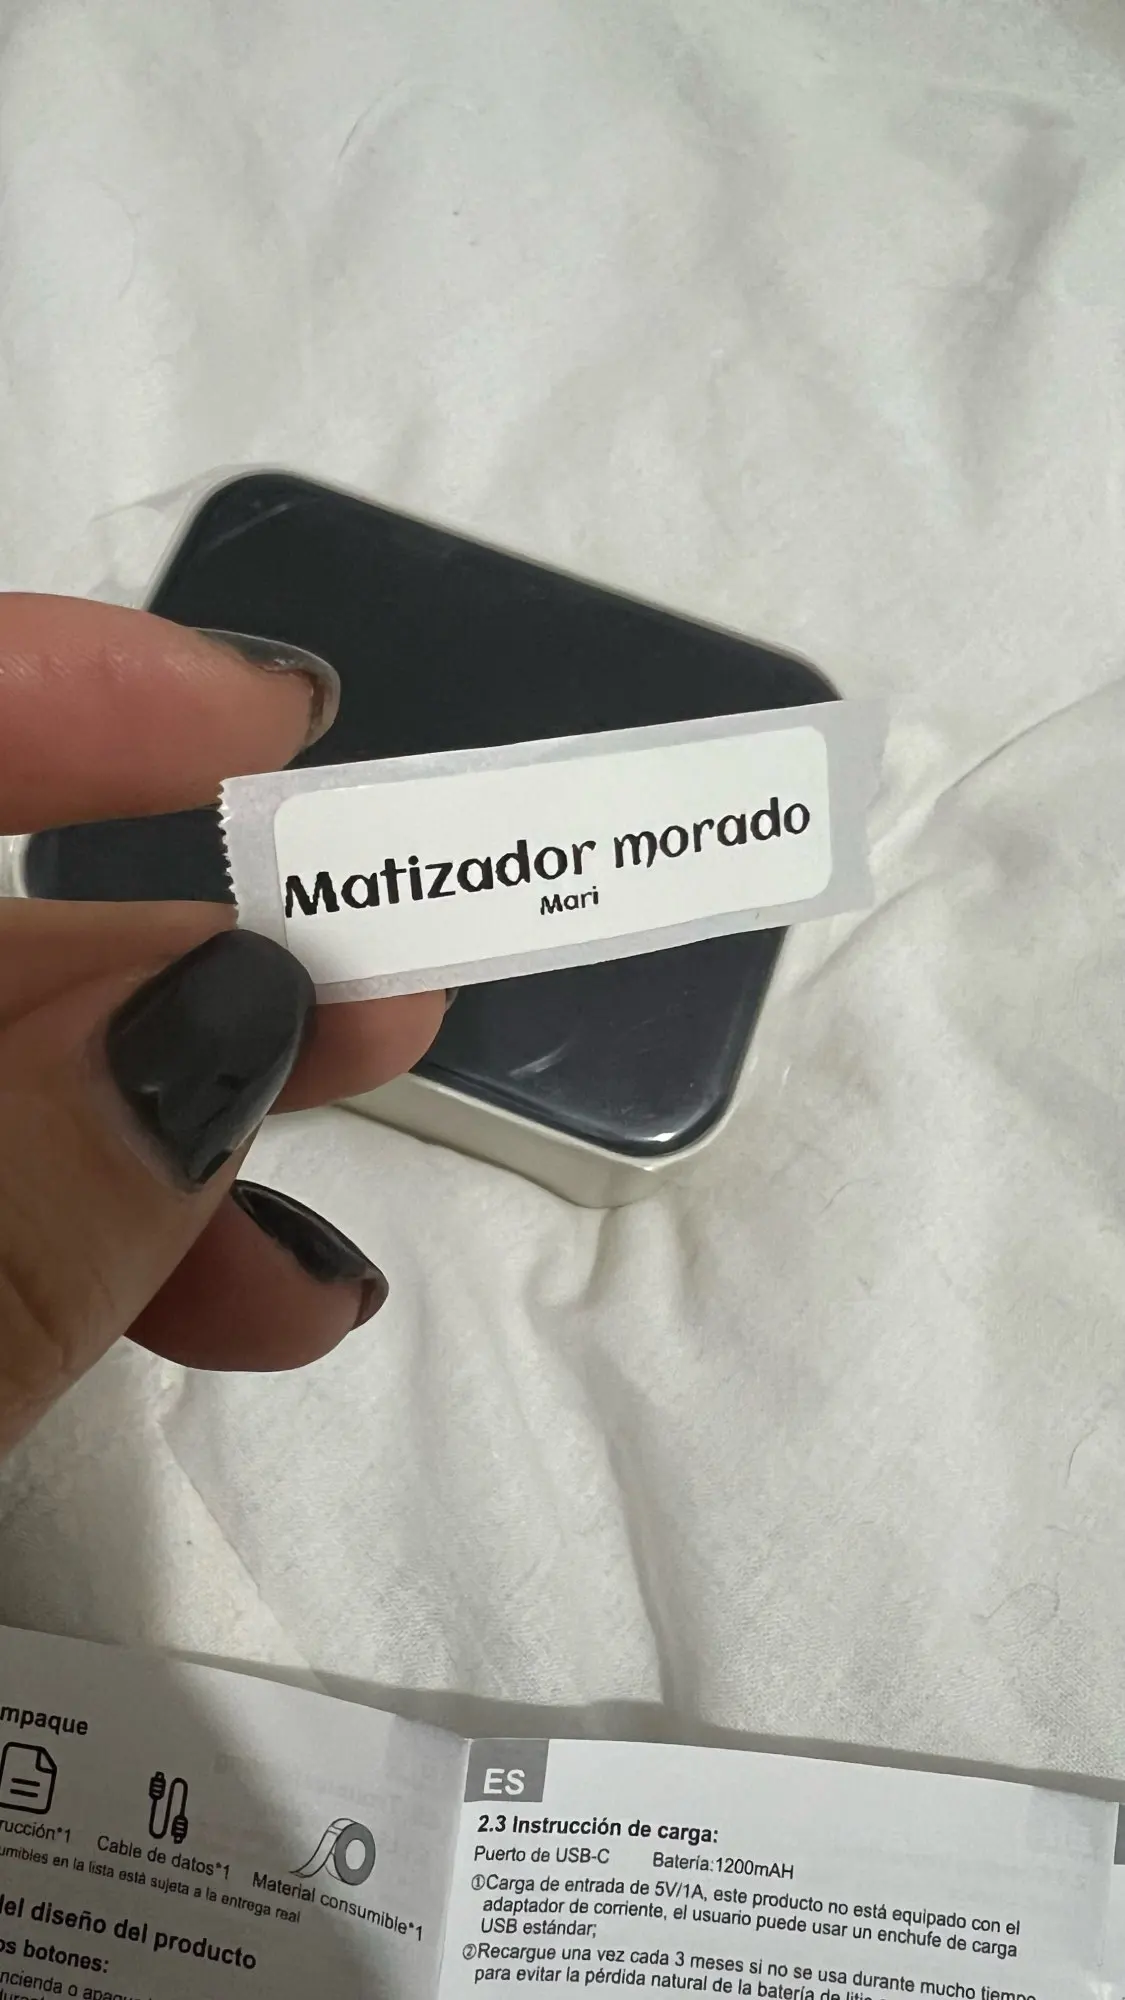 Matizador morado
Mari
mpaque
rucción*1
Cable de datos*1
Material consumible*1
umibles en la lista está sujeta a la entrega real
del diseño del producto
os botones:
ncienda o
ES
2.3 Instrucción de carga:
Puerto de USB-C Batería:1200mAH
①Carga de entrada de 5V/1A, este producto no está equipado con el
adaptador de corriente, el usuario puede usar un enchufe de carga
USB estándar;
②Recargue una vez cada 3 meses si no se usa durante mucho tiempo
para evitar la pérdida natural de la batería de